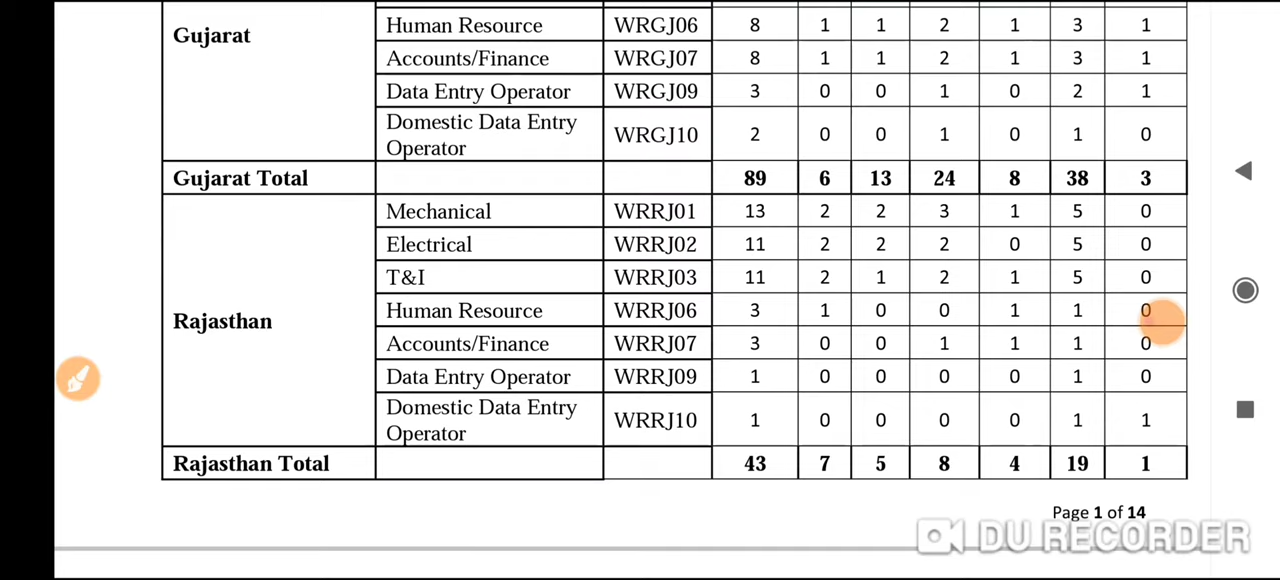 Human Resource WRGJ06 8 1 1 2 1 3 1
Gujarat
Accounts/Finance WRGJ07 8 1 1 2 1 3 1
Data Entry Operator WRGJ09 3 0 0 1 0 2 1
Domestic Data Entry
Operator WRGJ10 2 0 0 1 0 1 0
Gujarat Total 89 6 13 24 8 38 3
Mechanical WRRJ01 13 2 2 3 1 5 0
Electrical WRRJ02 11 2 2 2 0 5 0
T&I WRRJ03 11 2 1 2 1 5 0
Human Resource WRRJ06 3 1 0 0 1 1 0
Rajasthan
Accounts/Finance WRRJ07 3 0 0 1 1 1 0
Data Entry Operator WRRJ09 1 0 0 0 0 1 0
Domestic Data Entry
Operator WRRJ10 1 0 0 0 0 1 1
Rajasthan Total 43 7 5 8 4 19 1
Page 1 of 14
DU RECORDER